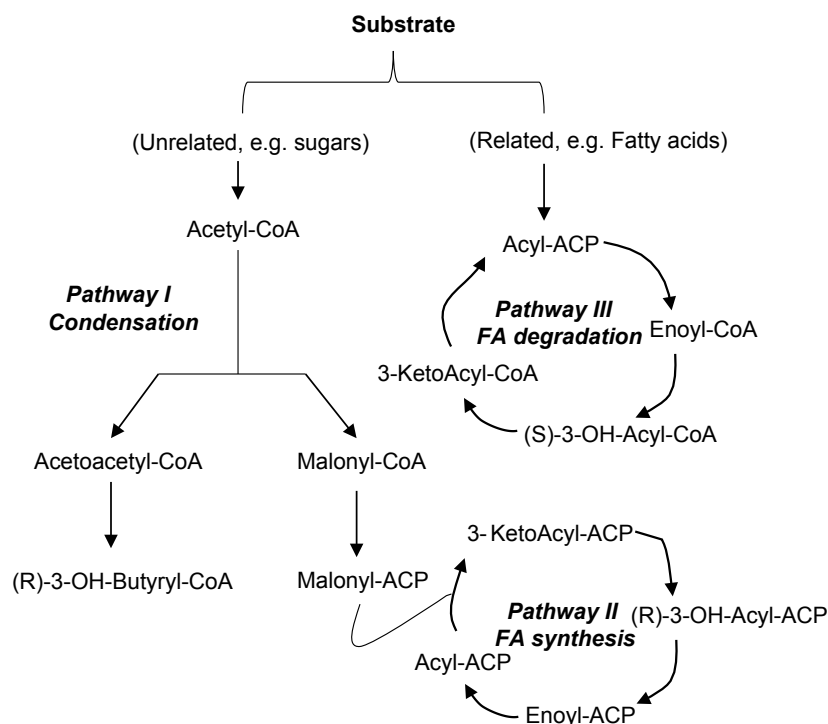 Substrate
(Unrelated, e.g. sugars)
(Related, e.g. Fatty acids)
Acetyl-CoA
Acyl-ACP
Pathway I
Condensation
Pathway III
FA degradation
Enoyl-CoA
3-KetoAcyl-CoA
(S)-3-OH-Acyl-CoA
Acetoacetyl-CoA
Malonyl-CoA
3- KetoAcyl-ACP
(R)-3-OH-Butyryl-CoA
Malonyl-ACP
Pathway II
FA synthesis
(R)-3-OH-Acyl-ACP
Acyl-ACP
Enoyl-ACP